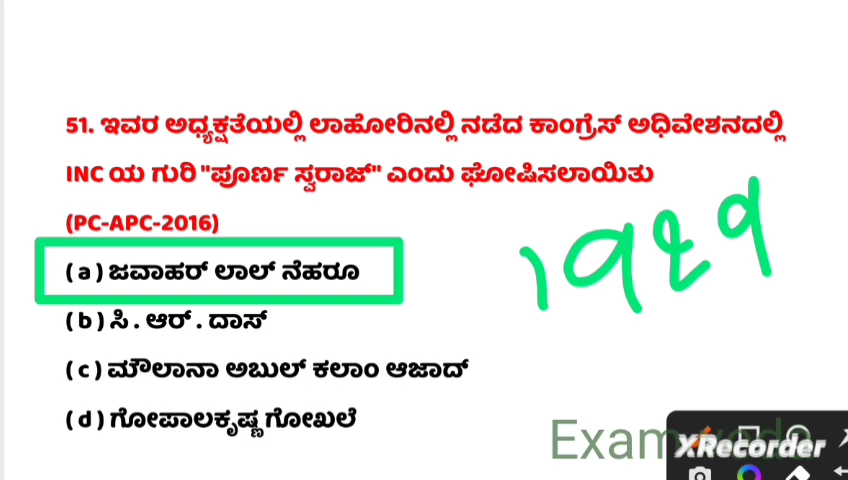 51. ಇವರ ಅಧ್ಯಕ್ಷತೆಯಲ್ಲಿ ಲಾಹೋರಿನಲ್ಲಿ ನಡೆದ ಕಾಂಗ್ರೆಸ್ ಅಧಿವೇಶನದಲ್ಲಿ
INC ಯ ಗುರಿ "ಪೂರ್ಣ ಸ್ವರಾಜ್" ಎಂದು ಘೋಷಿಸಲಾಯಿತು
(PC-APC-2016)
1929
(a) ಜವಾಹರ್ ಲಾಲ್ ನೆಹರೂ
(b) ಸಿ. ಆರ್. ದಾಸ್
(c) ಮೌಲಾನಾ ಅಬುಲ್ ಕಲಾಂ ಆಜಾದ್
(d) ಗೋಪಾಲಕೃಷ್ಣ ಗೋಖಲೆ
Exam
XRecorder